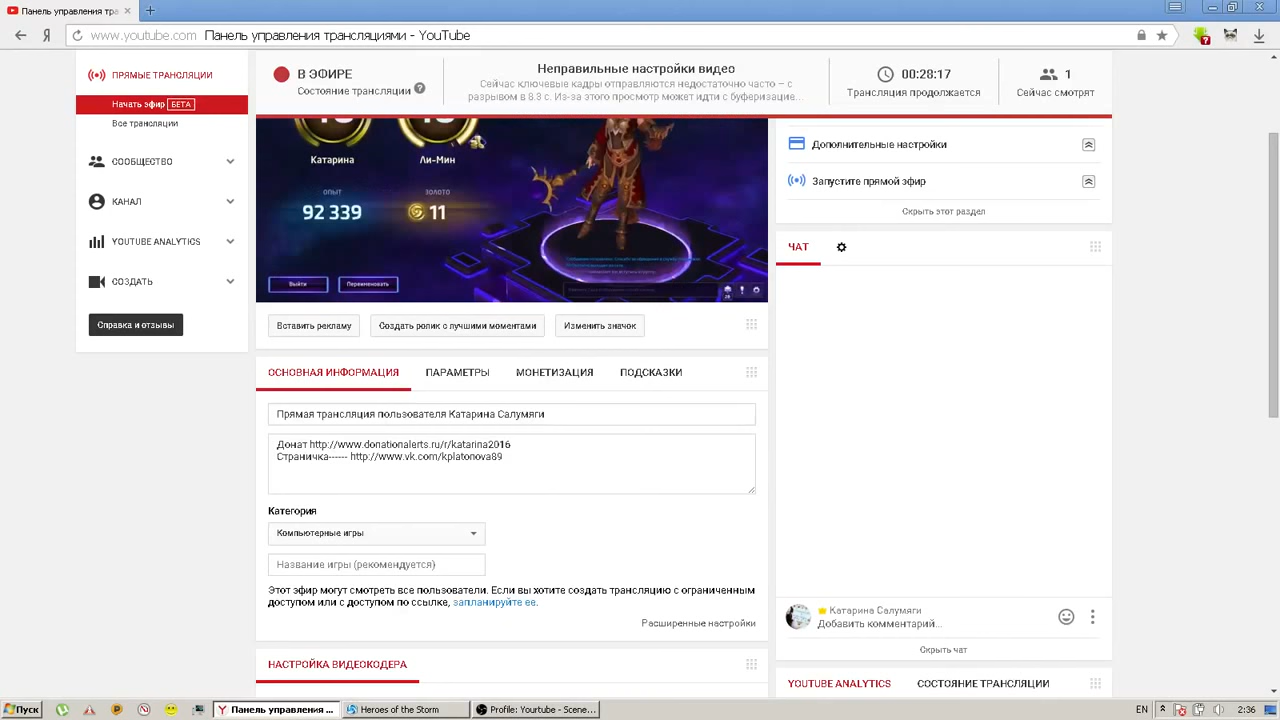 Панель управления тра
www.youtube.com Панель управления трансляциями - YouTube
ПРЯМЫЕ ТРАНСЛЯЦИИ
Начать эфир БЕТА
Все трансляции
СООБЩЕСТВО
КАНАЛ
YOUTUBE ANALYTICS
СОЗДАТЬ
Справка и отзывы
В ЭФИРЕ
Состояние трансляции ?
Неправильные настройки видео
Сейчас ключевые кадры отправляются недостаточно часто – с
разрывом в 8.3 с. Из-за этого просмотр может идти с буферизацие...
00:28:17
Трансляция продолжается
1
Сейчас смотрят
Катарина
Ли-Мин
ОПЫТ
ЗОЛОТО
92 339
11
Выйти
Переименовать
Вставить рекламу
Создать ролик с лучшими моментами
Изменить значок
ОСНОВНАЯ ИНФОРМАЦИЯ
ПАРАМЕТРЫ
МОНЕТИЗАЦИЯ
ПОДСКАЗКИ
Прямая трансляция пользователя Катарина Салумяги
Донат http://www.donationalerts.ru/r/katarina2016
Страничка------ http://www.vk.com/kplatonova89
Категория
Компьютерные игры
Название игры (рекомендуется)
Этот эфир могут смотреть все пользователи. Если вы хотите создать трансляцию с ограниченным
доступом или с доступом по ссылке, запланируйте ее.
Расширенные настройки
НАСТРОЙКА ВИДЕОКОДЕРА
Дополнительные настройки
Запустите прямой эфир
Скрыть этот раздел
ЧАТ
Катарина Салумяги
Добавить комментарий...
Скрыть чат
YOUTUBE ANALYTICS
СОСТОЯНИЕ ТРАНСЛЯЦИИ
Пуск
Панель управления ...
Heroes of the Storm
Profile: Youtube - Scene...
EN
2:36